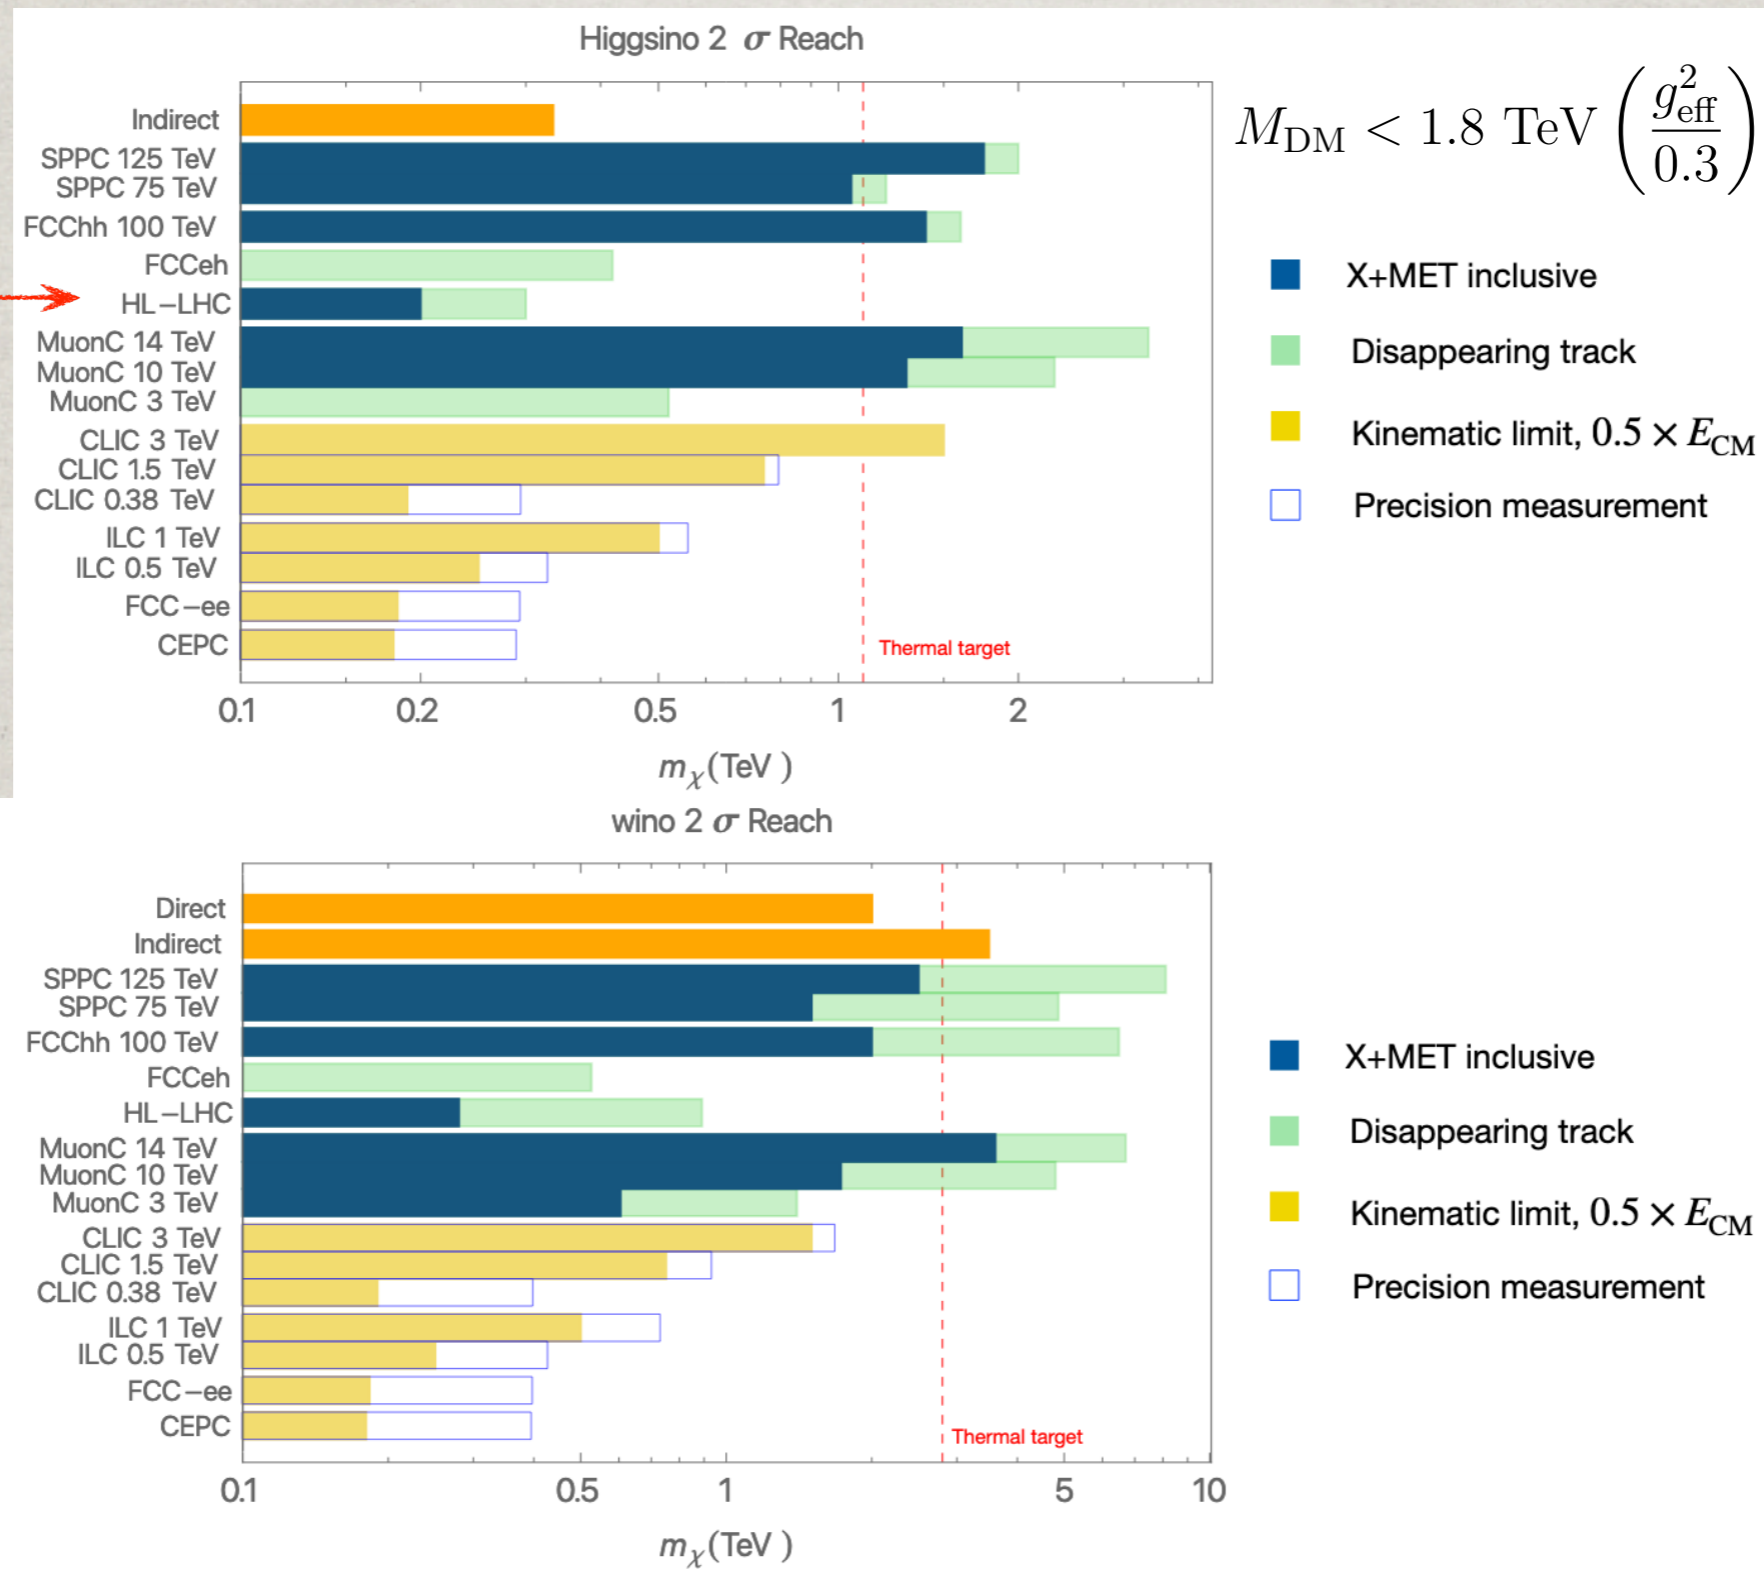 Higgsino 2 σ Reach
M_DM < 1.8 TeV (g²_eff / 0.3)
Indirect
SPPC 125 TeV
SPPC 75 TeV
FCChh 100 TeV
FCCeh
HL−LHC
MuonC 14 TeV
MuonC 10 TeV
MuonC 3 TeV
CLIC 3 TeV
CLIC 1.5 TeV
CLIC 0.38 TeV
ILC 1 TeV
ILC 0.5 TeV
FCC−ee
CEPC
Thermal target
0.1 0.2 0.5 1 2
m_χ(TeV )
X+MET inclusive
Disappearing track
Kinematic limit, 0.5 × E_CM
Precision measurement
wino 2 σ Reach
Direct
Indirect
SPPC 125 TeV
SPPC 75 TeV
FCChh 100 TeV
FCCeh
HL−LHC
MuonC 14 TeV
MuonC 10 TeV
MuonC 3 TeV
CLIC 3 TeV
CLIC 1.5 TeV
CLIC 0.38 TeV
ILC 1 TeV
ILC 0.5 TeV
FCC−ee
CEPC
Thermal target
0.1 0.5 1 5 10
m_χ(TeV )
X+MET inclusive
Disappearing track
Kinematic limit, 0.5 × E_CM
Precision measurement